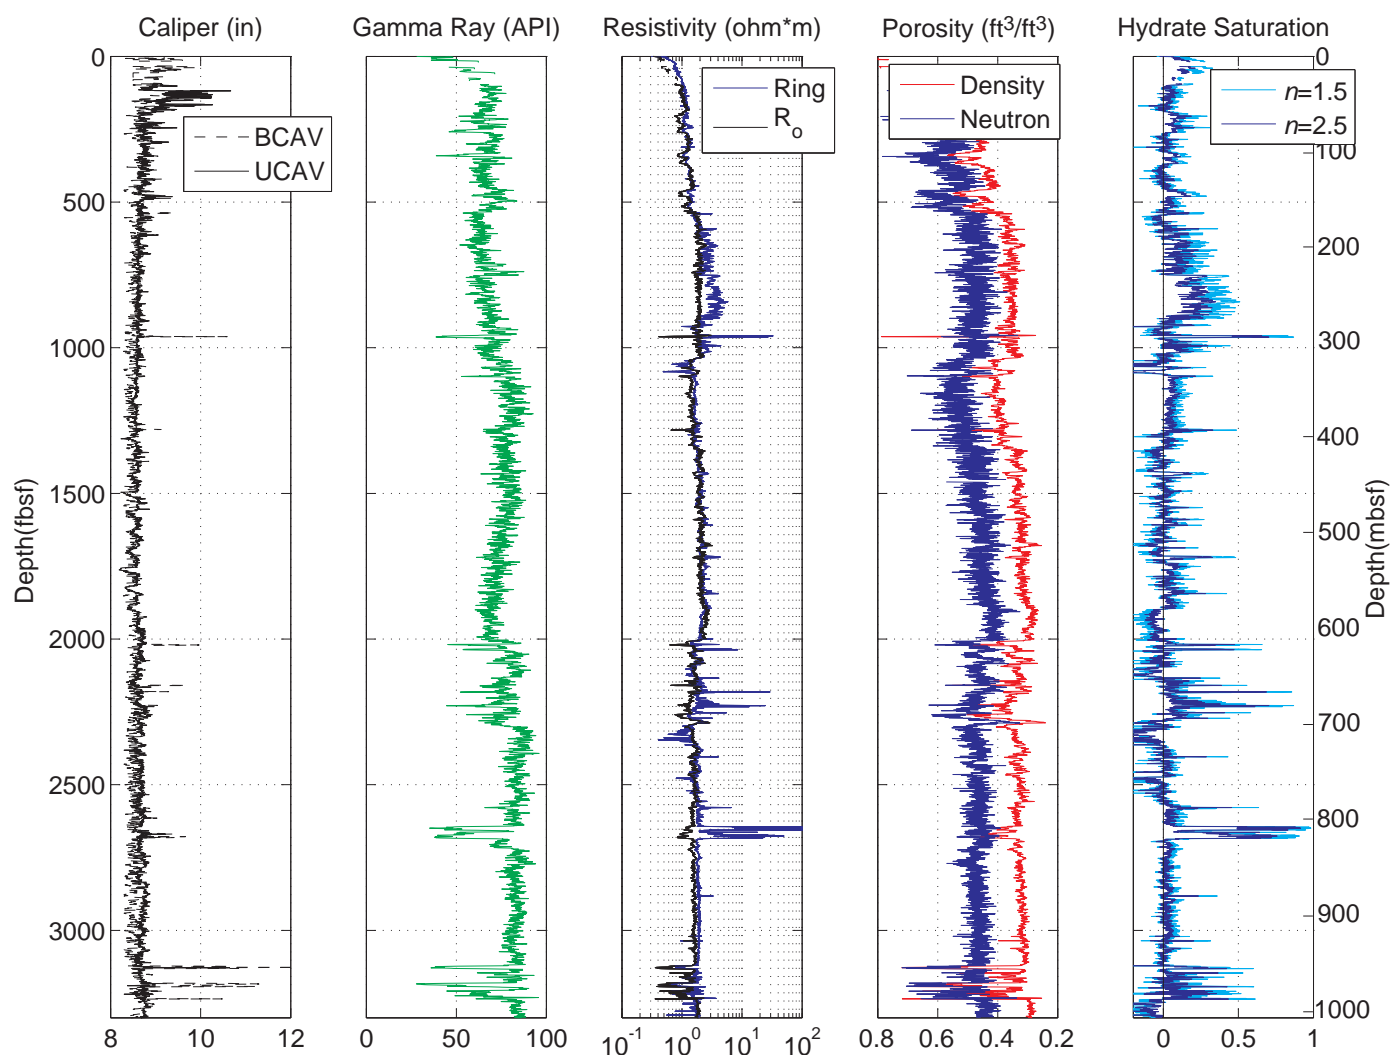 Caliper (in) Gamma Ray (API) Resistivity (ohm*m) Porosity (ft³/ft³) Hydrate Saturation
BCAV
UCAV
Ring
Rₒ
Density
Neutron
n=1.5
n=2.5
Depth(fbsf)
0
500
1000
1500
2000
2500
3000
8 10 12
0 50 100
10⁻¹ 10⁰ 10¹ 10²
0.8 0.6 0.4 0.2
0 0.5 1
0
100
200
300
400
500
600
700
800
900
1000
Depth(mbsf)